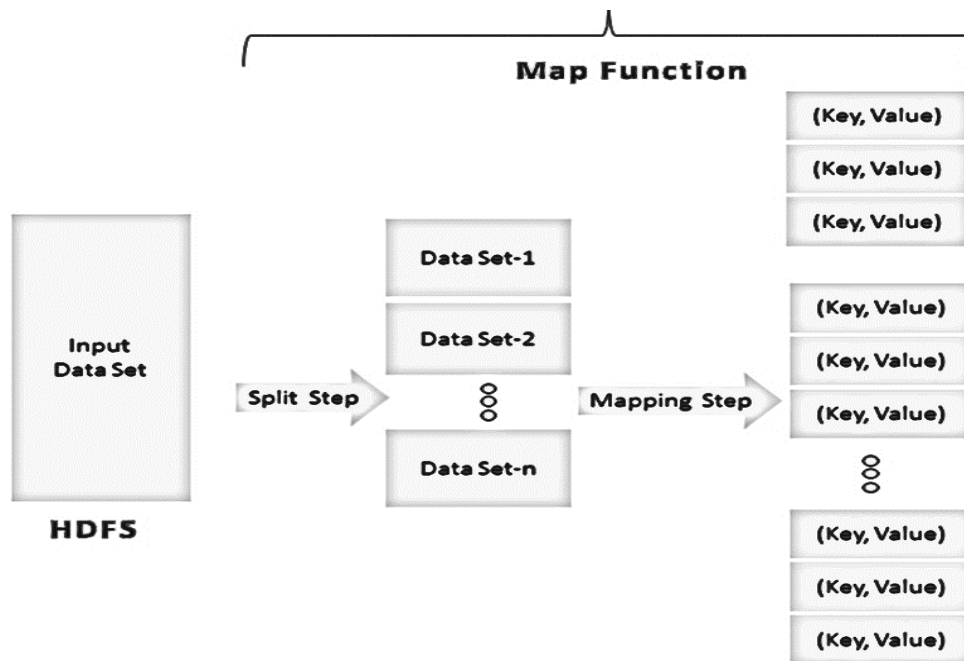 Map Function
Input
Data Set
HDFS
Split Step
Data Set-1
Data Set-2
Data Set-n
Mapping Step
(Key, Value)
(Key, Value)
(Key, Value)
(Key, Value)
(Key, Value)
(Key, Value)
(Key, Value)
(Key, Value)
(Key, Value)